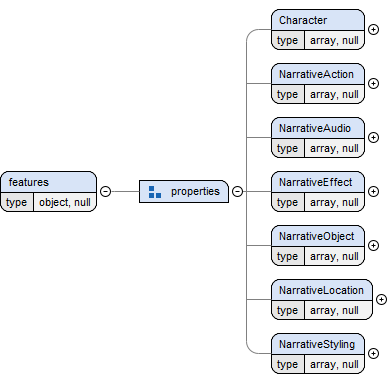 Character
type array, null
NarrativeAction
type array, null
NarrativeAudio
type array, null
features
type object, null
properties
NarrativeEffect
type array, null
NarrativeObject
type array, null
NarrativeLocation
type array, null
NarrativeStyling
type array, null